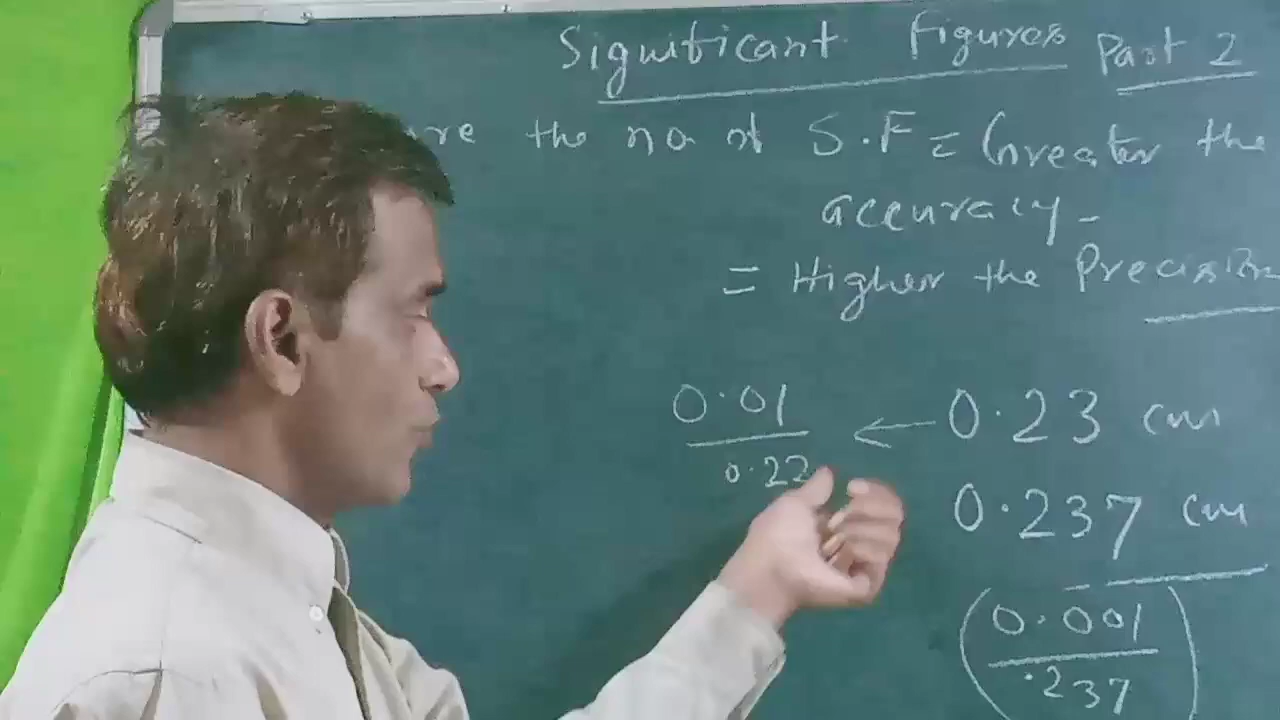 Significant Figures Part 2
re the no of S.F = Greater the
accuracy -
= Higher the Precision
0.01 ← 0.23 cm
0.22
0.237 cm
0.001
.237